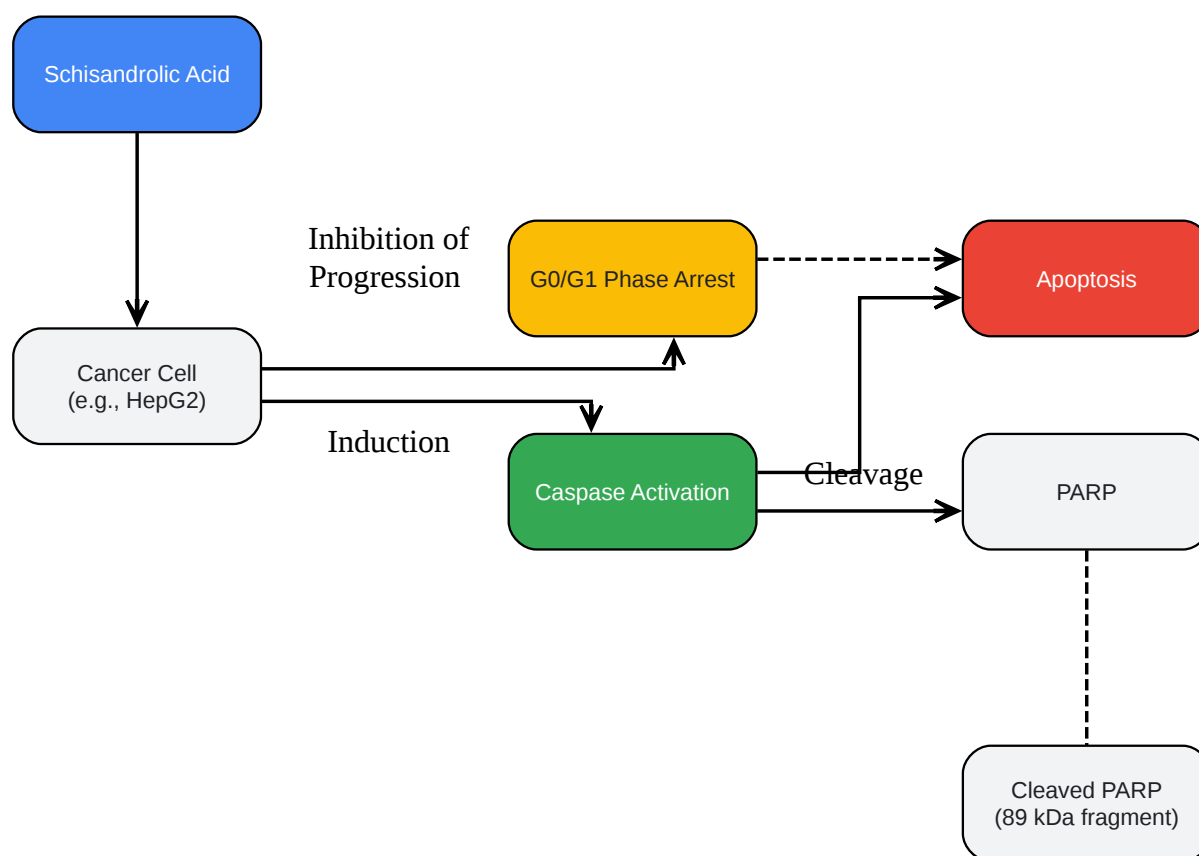 Schisandrolic Acid
Inhibition of
Progression
G0/G1 Phase Arrest
Apoptosis
Cancer Cell
(e.g., HepG2)
Induction
Caspase Activation
Cleavage
PARP
Cleaved PARP
(89 kDa fragment)